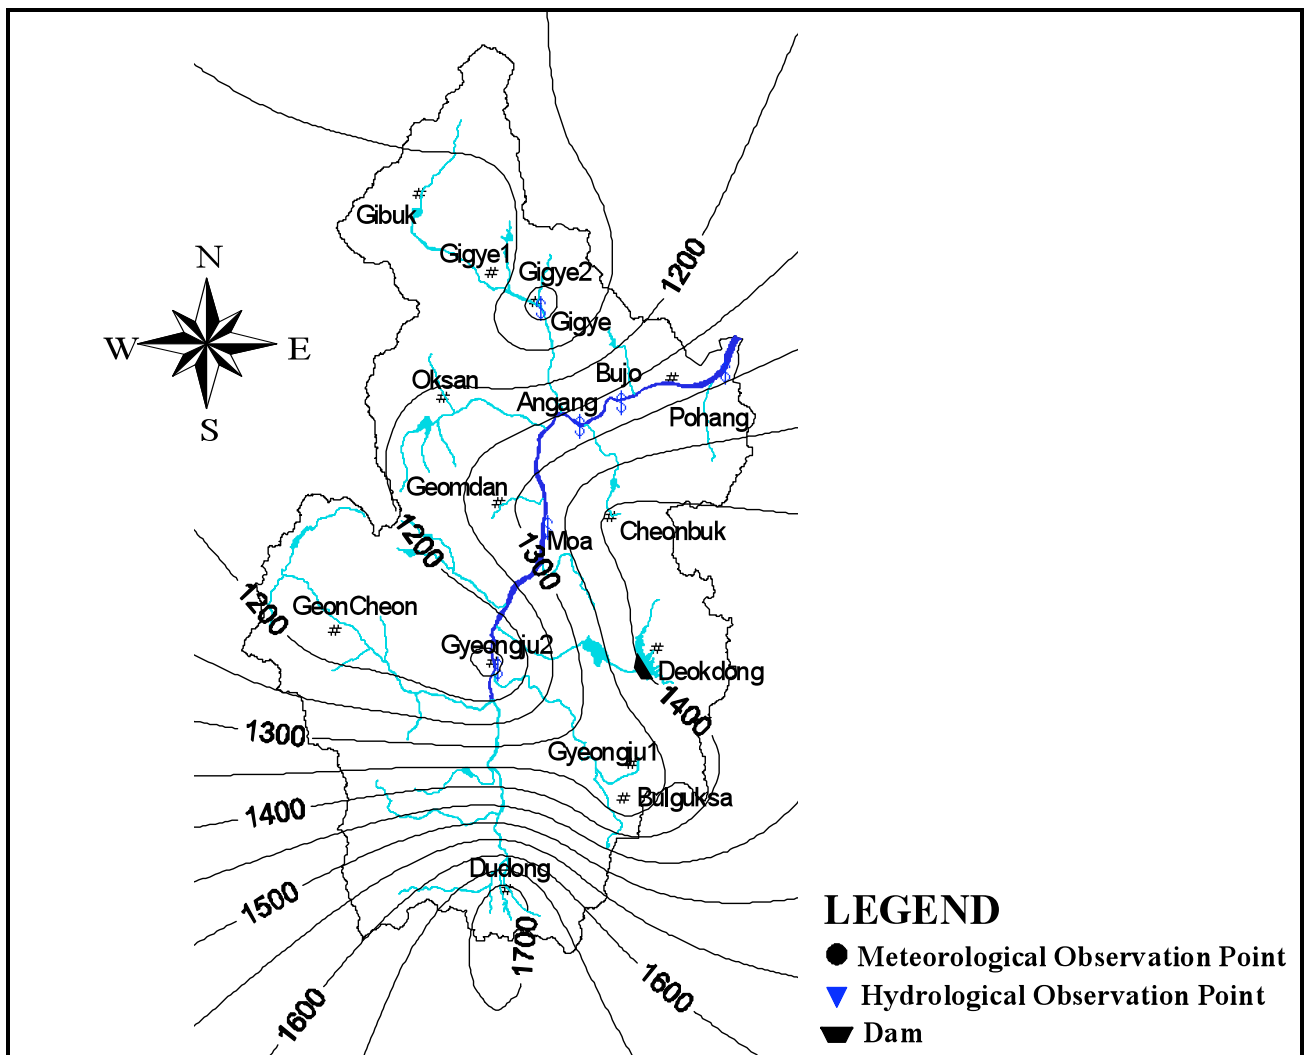 Gibuk
N
Gigye1
1200
Gigye2
Gigye
W
E
Oksan
Bujo
Angang
Pohang
S
Geomdan
1200
Cheonbuk
Moa
1300
1200
GeonCheon
Gyeongju2
Deokdong
1400
1300
Gyeongju1
Bulguksa
1400
Dudong
1500
LEGEND
1700
Meteorological Observation Point
1600
Hydrological Observation Point
1600
Dam